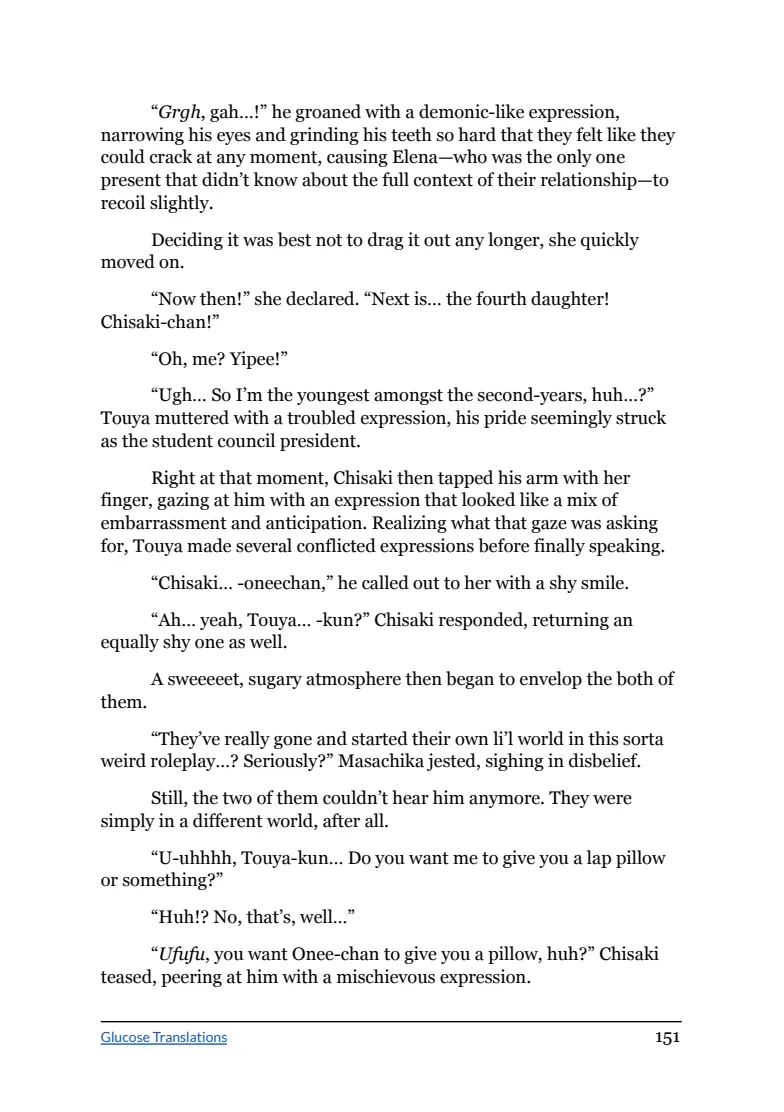 “Grgh, gah…!” he groaned with a demonic-like expression,
narrowing his eyes and grinding his teeth so hard that they felt like they
could crack at any moment, causing Elena—who was the only one
present that didn’t know about the full context of their relationship—to
recoil slightly.
Deciding it was best not to drag it out any longer, she quickly
moved on.
“Now then!” she declared. “Next is… the fourth daughter!
Chisaki-chan!”
“Oh, me? Yipee!”
“Ugh… So I’m the youngest amongst the second-years, huh…?”
Touya muttered with a troubled expression, his pride seemingly struck
as the student council president.
Right at that moment, Chisaki then tapped his arm with her
finger, gazing at him with an expression that looked like a mix of
embarrassment and anticipation. Realizing what that gaze was asking
for, Touya made several conflicted expressions before finally speaking.
“Chisaki… -oneechan,” he called out to her with a shy smile.
“Ah… yeah, Touya… -kun?” Chisaki responded, returning an
equally shy one as well.
A sweeeeet, sugary atmosphere then began to envelop the both of
them.
“They’ve really gone and started their own li’l world in this sorta
weird roleplay…? Seriously?” Masachika jested, sighing in disbelief.
Still, the two of them couldn’t hear him anymore. They were
simply in a different world, after all.
“U-uhhhh, Touya-kun… Do you want me to give you a lap pillow
or something?”
“Huh!? No, that’s, well…”
“Ufufu, you want Onee-chan to give you a pillow, huh?” Chisaki
teased, peering at him with a mischievous expression.
Glucose Translations
151